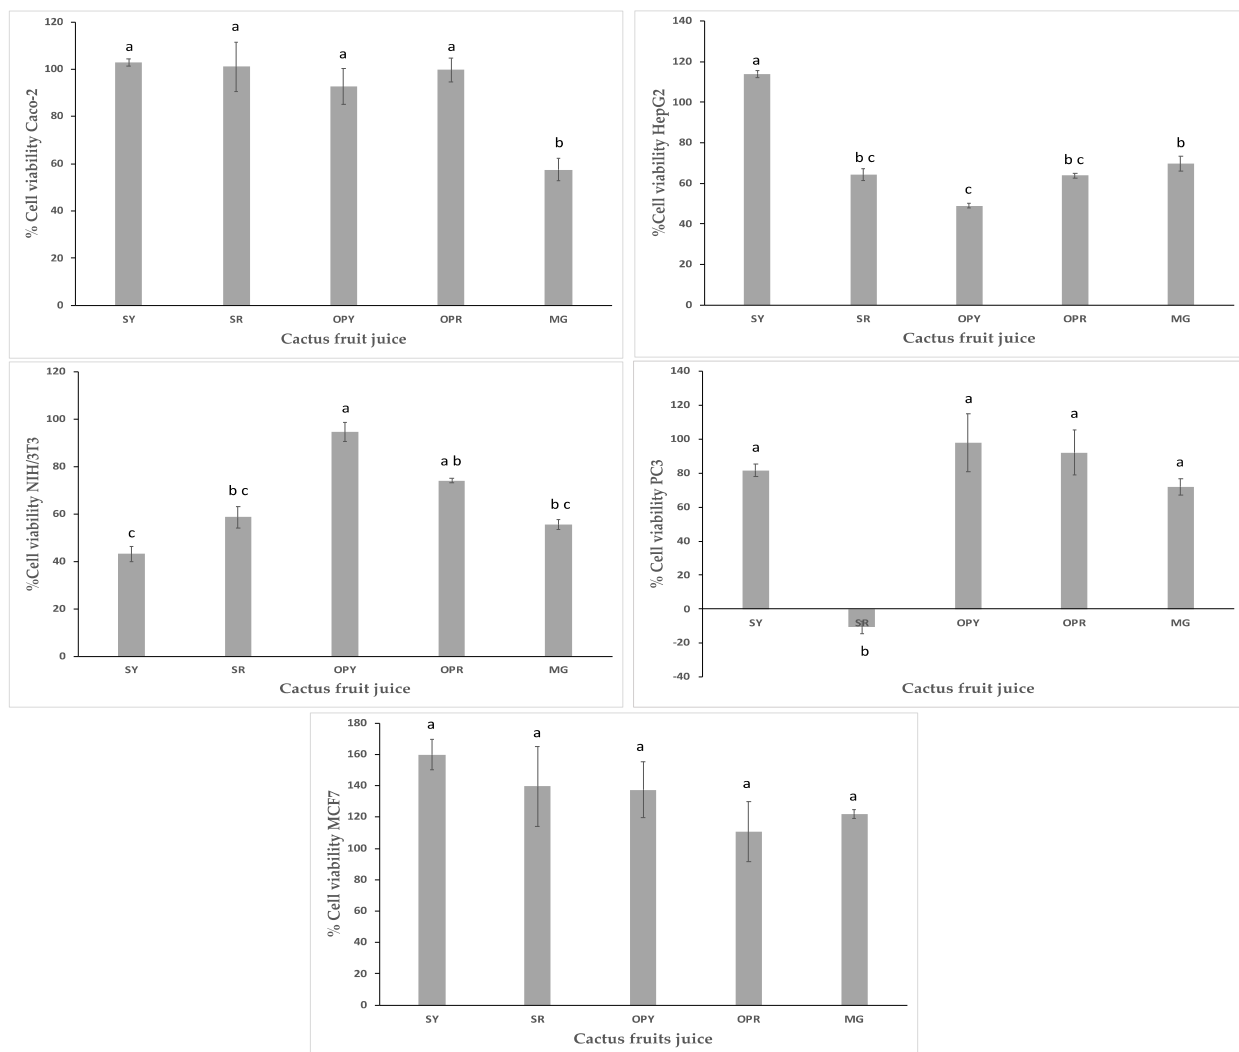 120
100
80
60
40
20
0
% Cell viability Caco-2
a
a
a
a
b
SY SR OPY OPR MG
Cactus fruit juice
140
120
100
80
60
40
20
0
%Cell viability HepG2
a
b c
c
b c
b
SY SR OPY OPR MG
Cactus fruit juice
120
100
80
60
40
20
0
%Cell viability NIH/3T3
c
b c
a
a b
b c
SY SR OPY OPR MG
Cactus fruit juice
140
120
100
80
60
40
20
0
-20
-40
% Cell viability PC3
a
b
a
a
a
SY SR OPY OPR MG
Cactus fruit juice
180
160
140
120
100
80
60
40
20
0
% Cell viability MCF7
a
a
a
a
a
SY SR OPY OPR MG
Cactus fruits juice